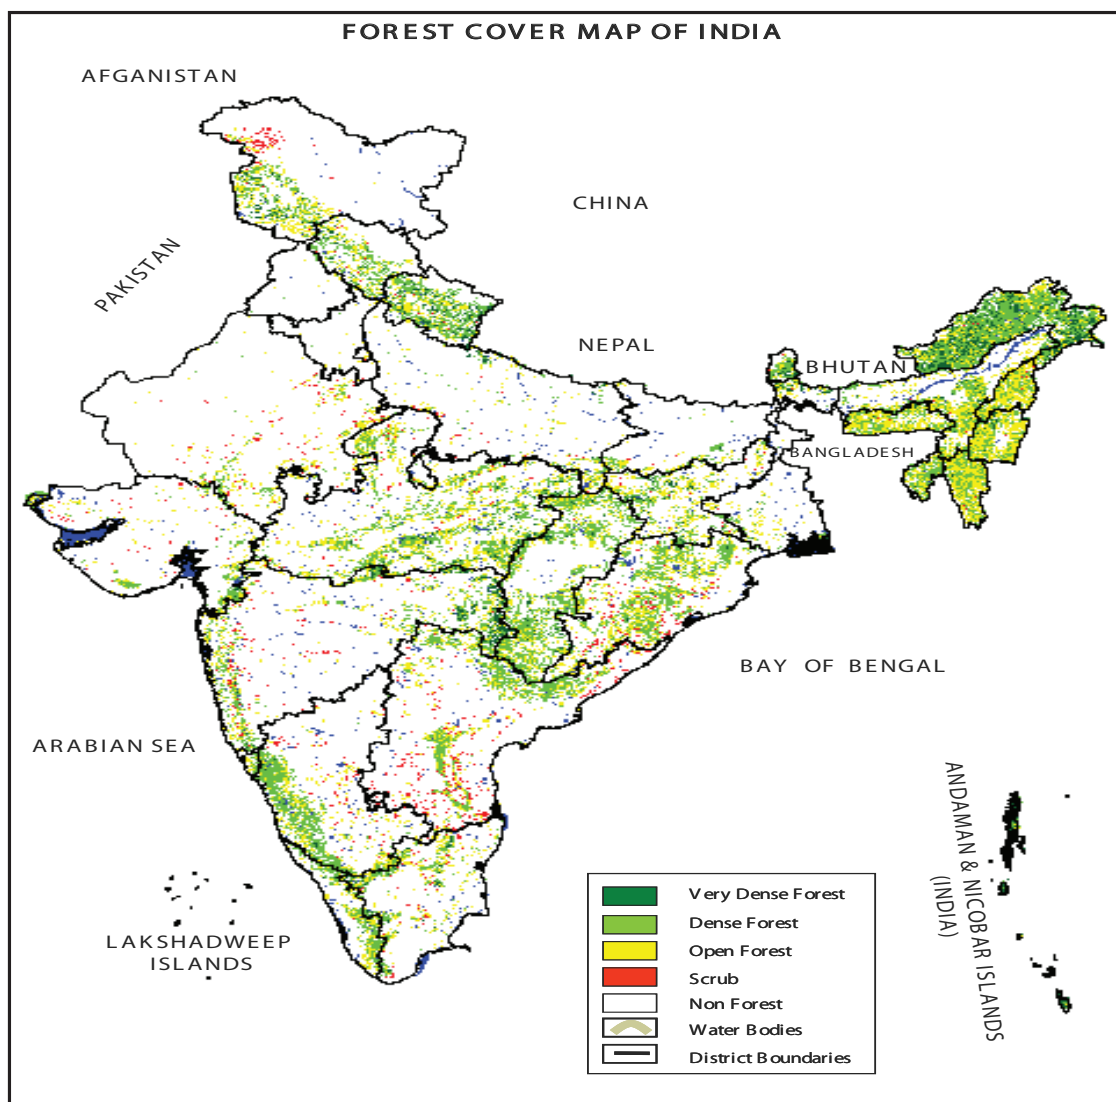 FOREST COVER MAP OF INDIA
AFGANISTAN
CHINA
PAKISTAN
NEPAL
BHUTAN
BANGLADESH
BAY OF BENGAL
ARABIAN SEA
ANDAMAN & NICOBAR ISLANDS
(INDIA)
LAKSHADWEEP
ISLANDS
Very Dense Forest
Dense Forest
Open Forest
Scrub
Non Forest
Water Bodies
District Boundaries